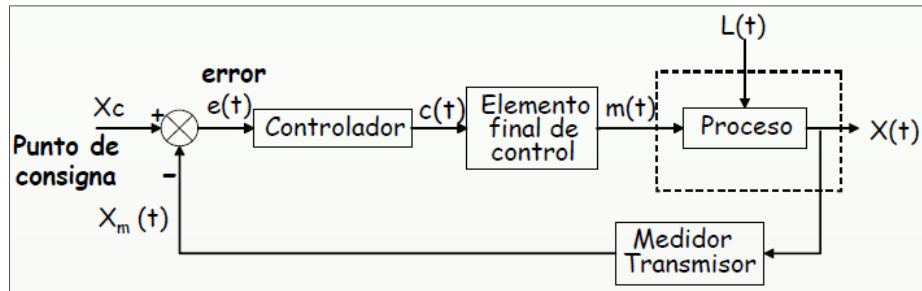 L(t)
error
Xc
+
e(t)
Controlador
c(t)
Elemento
final de
control
m(t)
Proceso
X(t)
Punto de
consigna
-
Xm (t)
Medidor
Transmisor